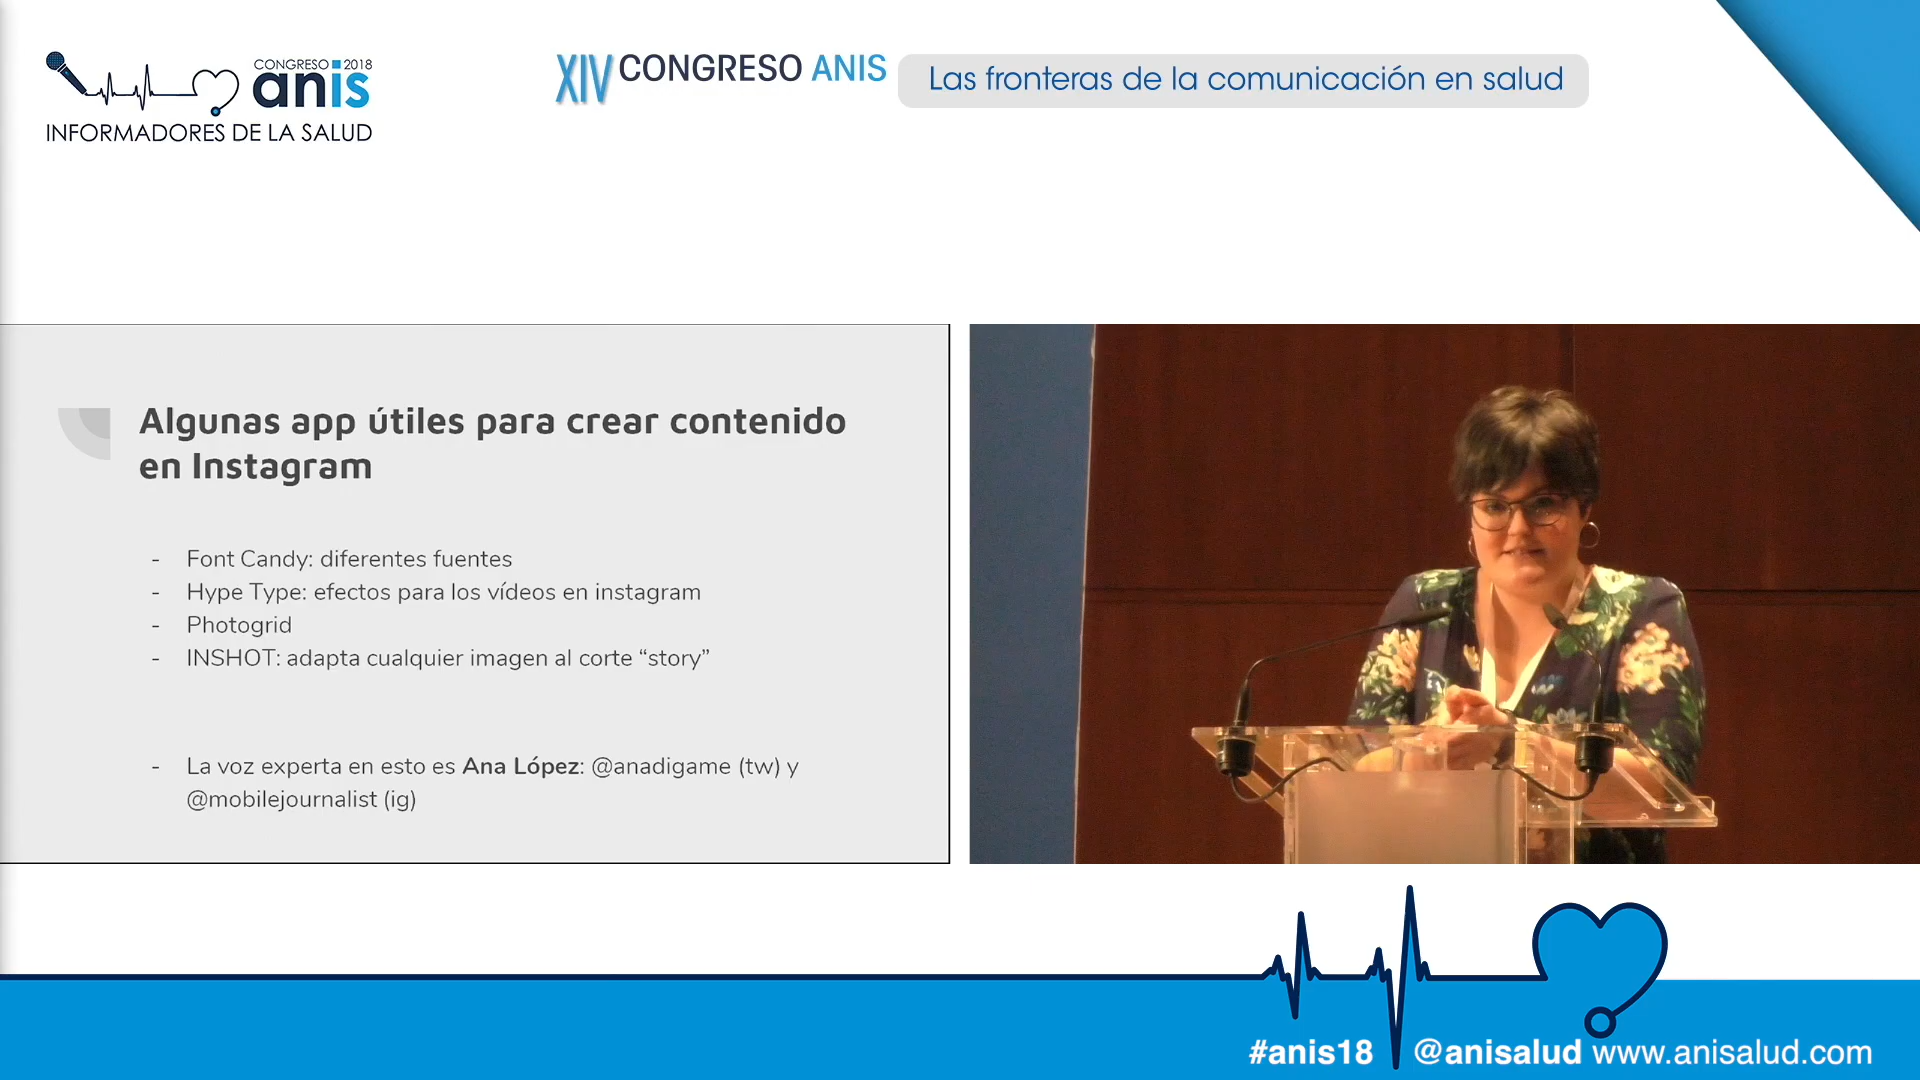 CONGRESO 2018
anis
INFORMADORES DE LA SALUD
XIV CONGRESO ANIS
Las fronteras de la comunicación en salud
Algunas app útiles para crear contenido
en Instagram
- Font Candy: diferentes fuentes
- Hype Type: efectos para los vídeos en instagram
- Photogrid
- INSHOT: adapta cualquier imagen al corte “story”
- La voz experta en esto es Ana López: @anadigame (tw) y
@mobilejournalist (ig)
#anis18 @anisalud www.anisalud.com